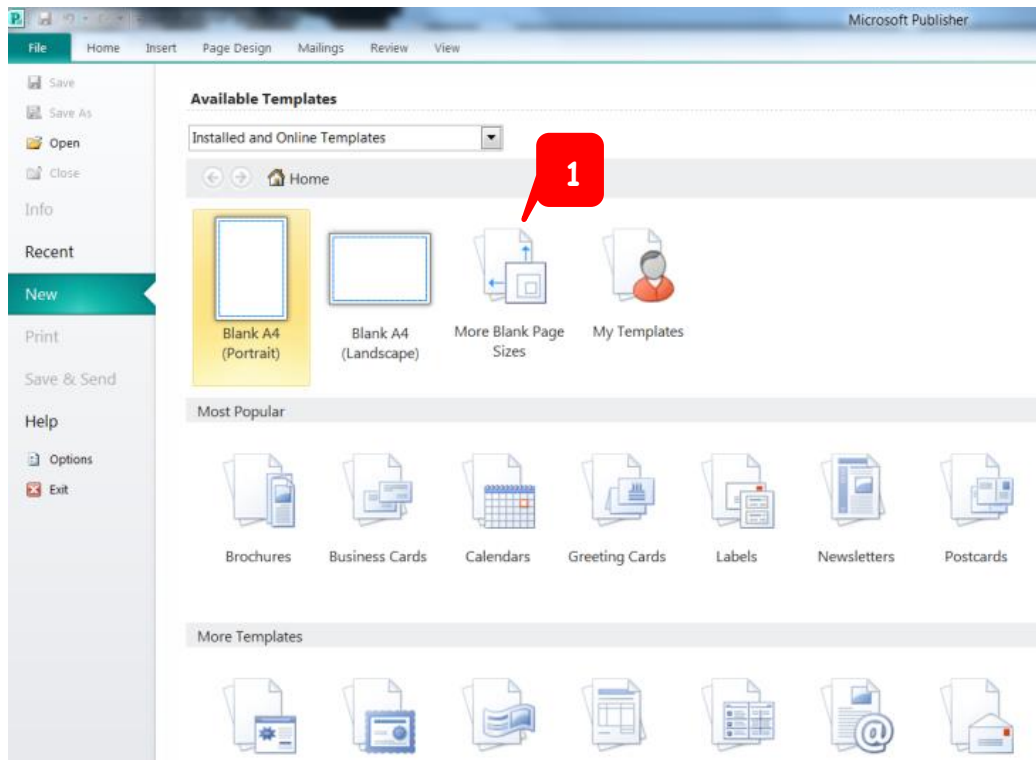 P
Microsoft Publisher
File Home Insert Page Design Mailings Review View
Save
Save As
Open
Close
Info
Recent
New
Print
Save & Send
Help
Options
Exit
Available Templates
Installed and Online Templates
Home
1
Blank A4
(Portrait)
Blank A4
(Landscape)
More Blank Page
Sizes
My Templates
Most Popular
Brochures Business Cards Calendars Greeting Cards Labels Newsletters Postcards
More Templates
@